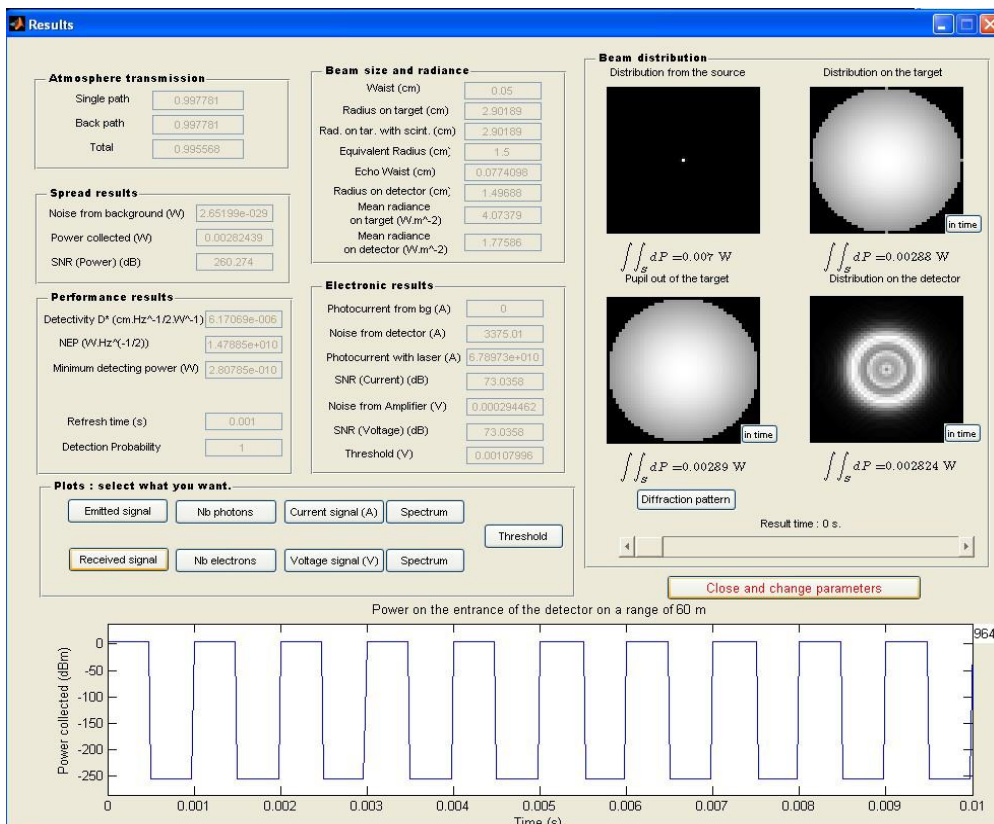 Results
Atmosphere transmission
Single path 0.997781
Back path 0.997781
Total 0.995568
Spread results
Noise from background (W) 2.65199e-029
Power collected (W) 0.00282439
SNR (Power) (dB) 260.274
Performance results
Detectivity D* (cm.Hz^-1/2.W^-1) 6.17069e-006
NEP (W.Hz^(-1/2)) 1.47885e+010
Minimum detecting power (W) 2.80785e-010
Refresh time (s) 0.001
Detection Probability 1
Beam size and radiance
Waist (cm) 0.05
Radius on target (cm) 2.90189
Rad. on tar. with scint. (cm) 2.90189
Equivalent Radius (cm) 1.5
Echo Waist (cm) 0.0774098
Radius on detector (cm) 1.49688
Mean radiance
on target (W.m^-2) 4.07379
Mean radiance
on detector (W.m^-2) 1.77586
Electronic results
Photocurrent from bg (A) 0
Noise from detector (A) 3375.01
Photocurrent with laser (A) 6.78973e+010
SNR (Current) (dB) 73.0358
Noise from Amplifier (V) 0.000294462
SNR (Voltage) (dB) 73.0358
Threshold (V) 0.00107996
Beam distribution
Distribution from the source
Distribution on the target
in time
∫∫S dP =0.007 W
∫∫S dP =0.00288 W
Pupil out of the target
Distribution on the detector
in time
in time
∫∫S dP =0.00289 W
∫∫S dP =0.002824 W
Diffraction pattern
Result time : 0 s.
Plots : select what you want.
Emitted signal Nb photons Current signal (A) Spectrum
Threshold
Received signal Nb electrons Voltage signal (V) Spectrum
Close and change parameters
Power on the entrance of the detector on a range of 60 m
964
Power collected (dBm)
0
-50
-100
-150
-200
-250
0 0.001 0.002 0.003 0.004 0.005 0.006 0.007 0.008 0.009 0.01
Time (s)